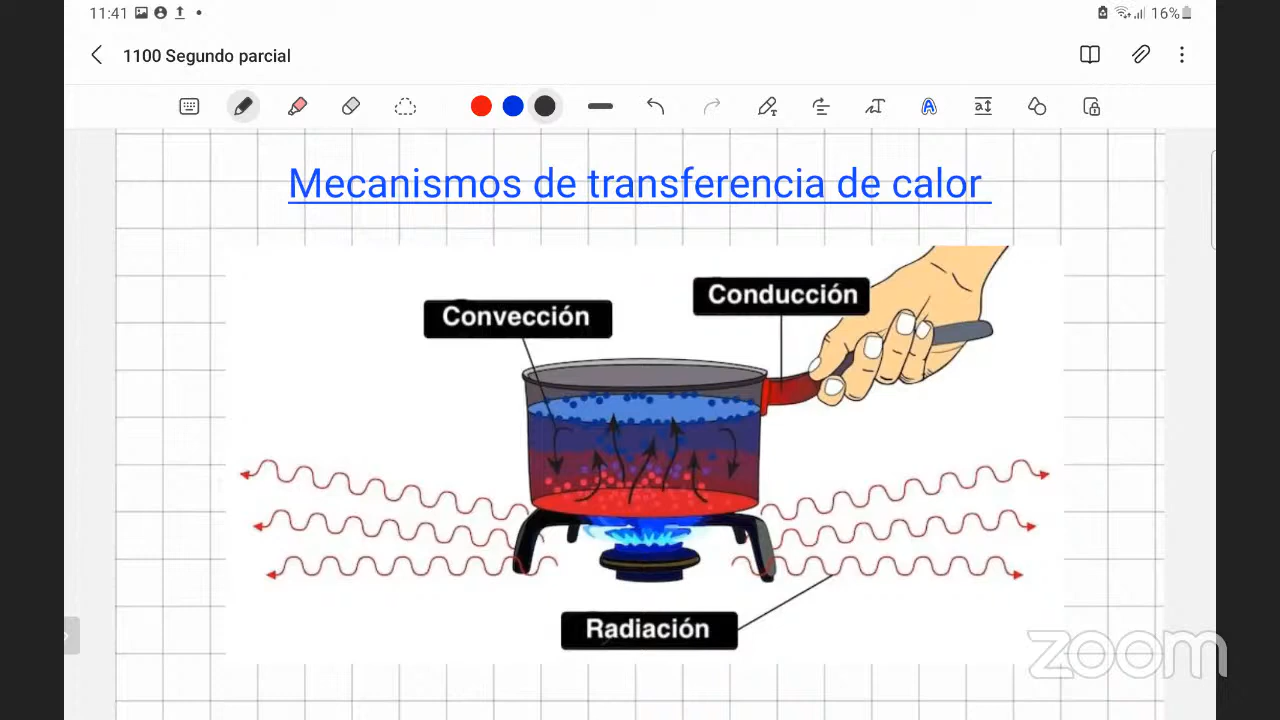 11:41
16%
1100 Segundo parcial
Mecanismos de transferencia de calor
Conducción
Convección
Radiación
zoom